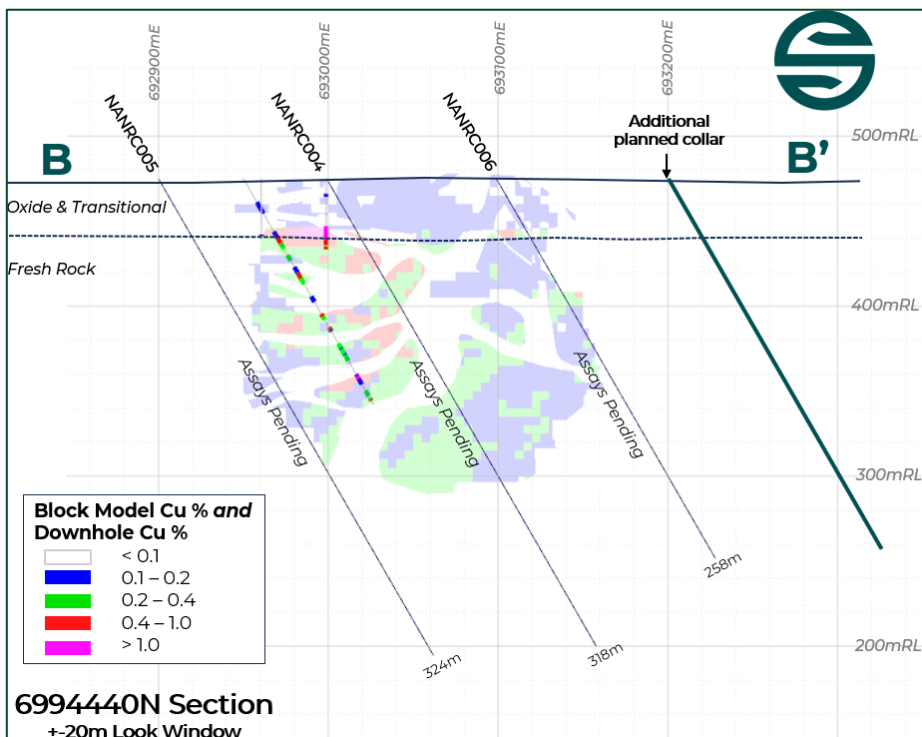 692900mE
693000mE
693100mE
693200mE
NANRC005
NANRC004
NANRC006
Additional
planned collar
500mRL
B
B’
Oxide & Transitional
Fresh Rock
400mRL
Assays Pending
Assays Pending
Assays Pending
300mRL
Block Model Cu % and
Downhole Cu %
< 0.1
0.1 – 0.2
0.2 – 0.4
0.4 – 1.0
> 1.0
258m
200mRL
324m
318m
6994440N Section
+-20m Look Window